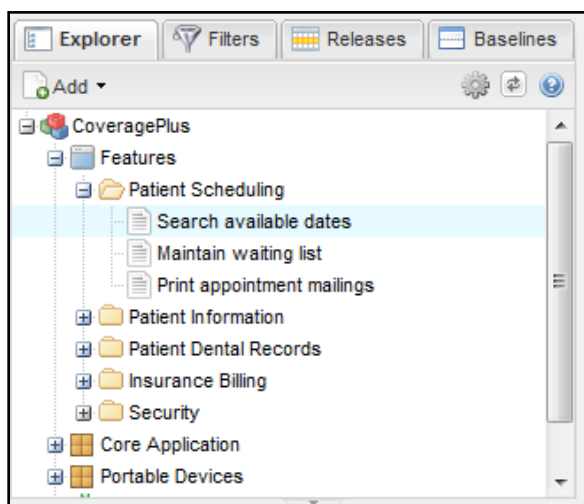 Explorer Filters Releases Baselines
Add
CoveragePlus
Features
Patient Scheduling
Search available dates
Maintain waiting list
Print appointment mailings
Patient Information
Patient Dental Records
Insurance Billing
Security
Core Application
Portable Devices